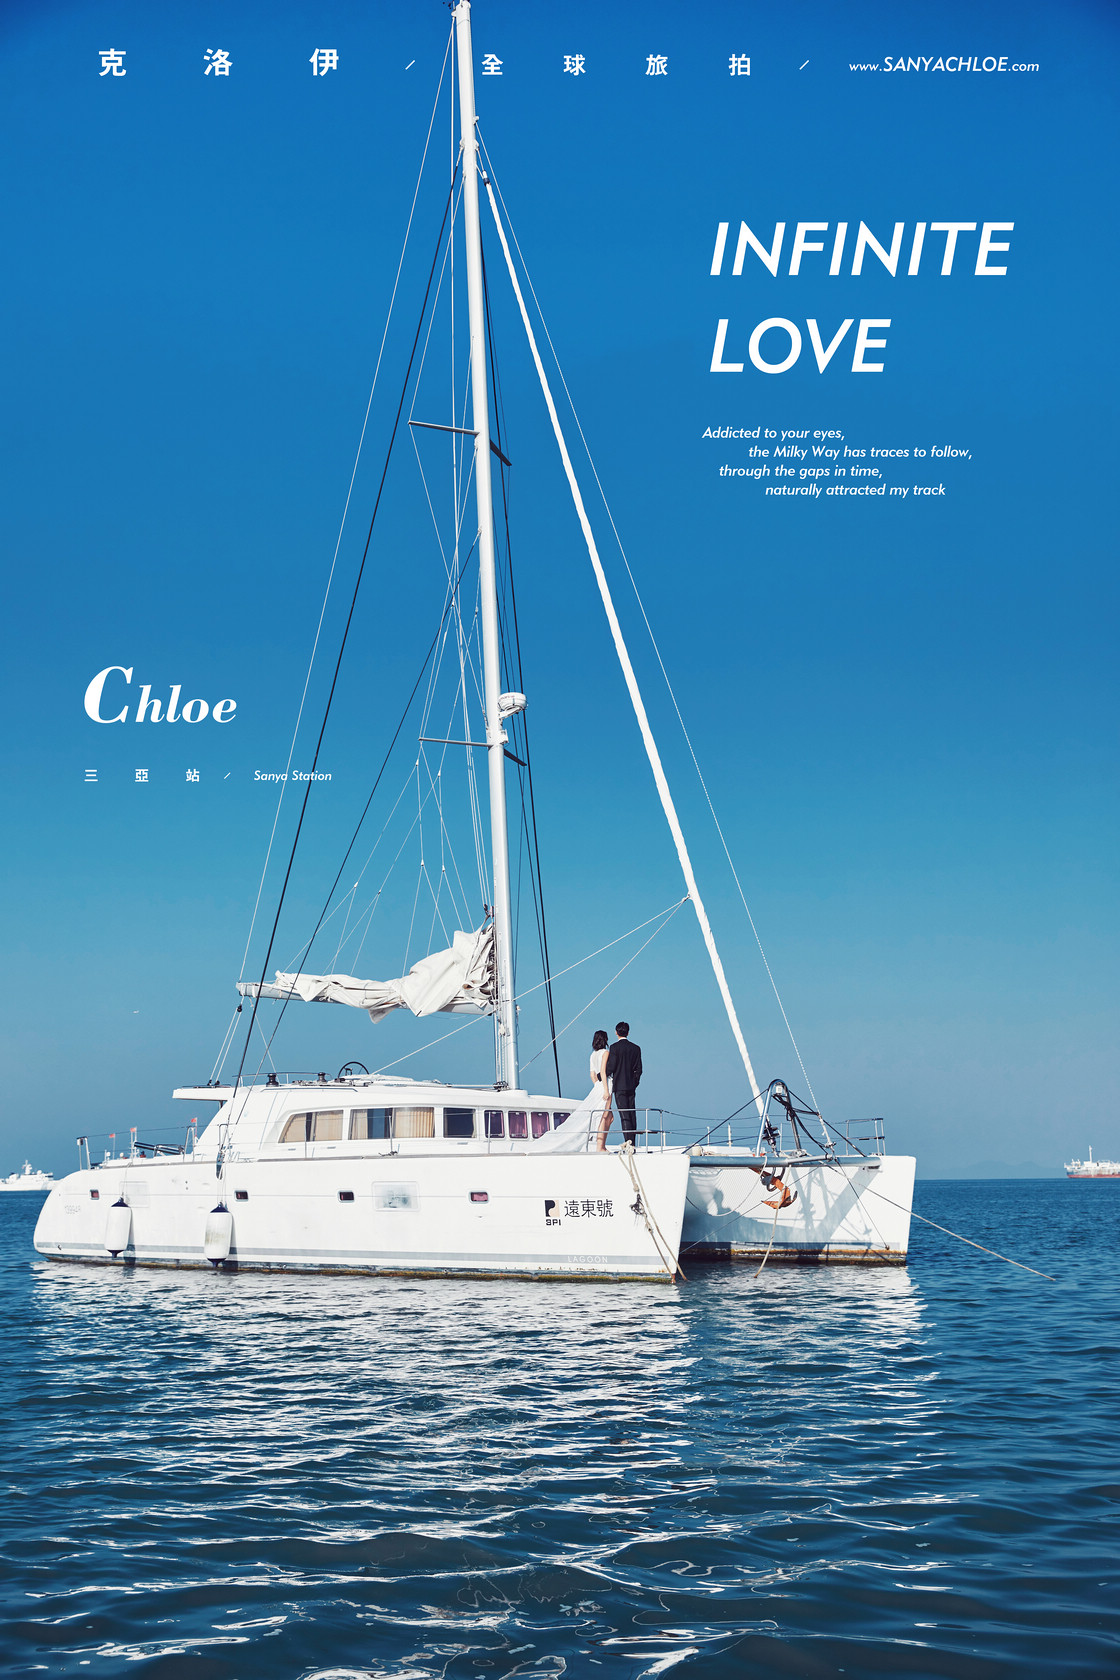 克洛伊 / 全球旅拍 / www.SANYACHLOE.com
INFINITE
LOVE
Addicted to your eyes,
the Milky Way has traces to follow,
through the gaps in time,
naturally attracted my track
Chloe
三亞站 / Sanya Station
遠東號
SPI
LAGOON